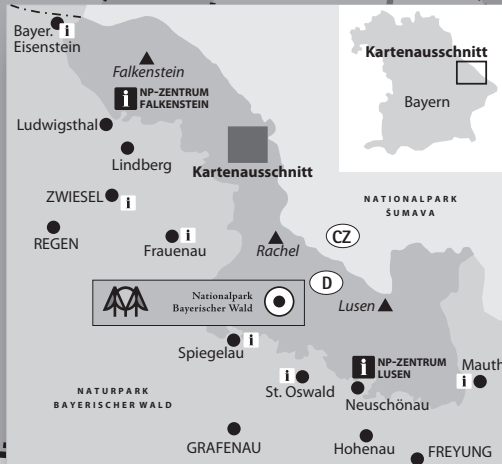 Bayer.
Eisenstein
i
Falkenstein
i NP-ZENTRUM
FALKENSTEIN
Ludwigsthal
Lindberg
Kartenausschnitt
ZWIESEL
i
REGEN
Frauenau
i
Rachel
CZ
NATIONALPARK
ŠUMAVA
Kartenausschnitt
Bayern
D
Nationalpark
Bayerischer Wald
Lusen
Spiegelau
i
i NP-ZENTRUM
LUSEN
Mauth
i
i
St. Oswald
Neuschönau
NATURPARK
BAYERISCHER WALD
GRAFENAU
Hohenau
FREYUNG